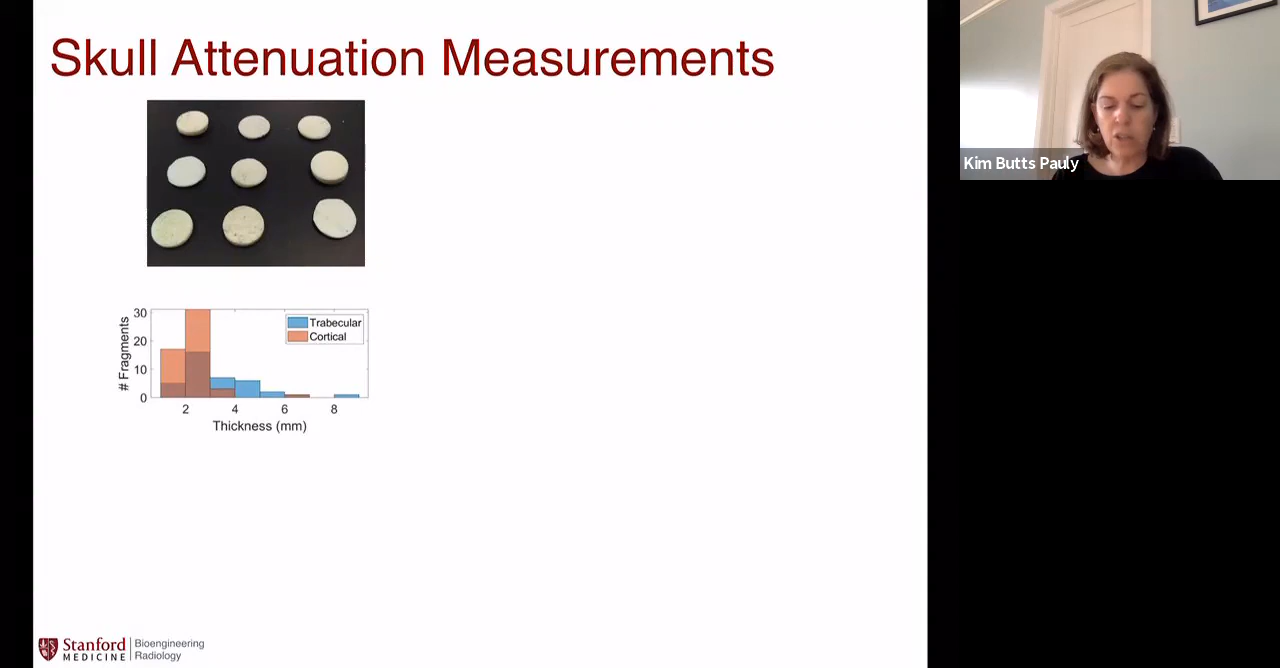 Skull Attenuation Measurements
Kim Butts Pauly
30
20
10
0
# Fragments
Trabecular
Cortical
2 4 6 8
Thickness (mm)
Stanford
MEDICINE
Bioengineering
Radiology